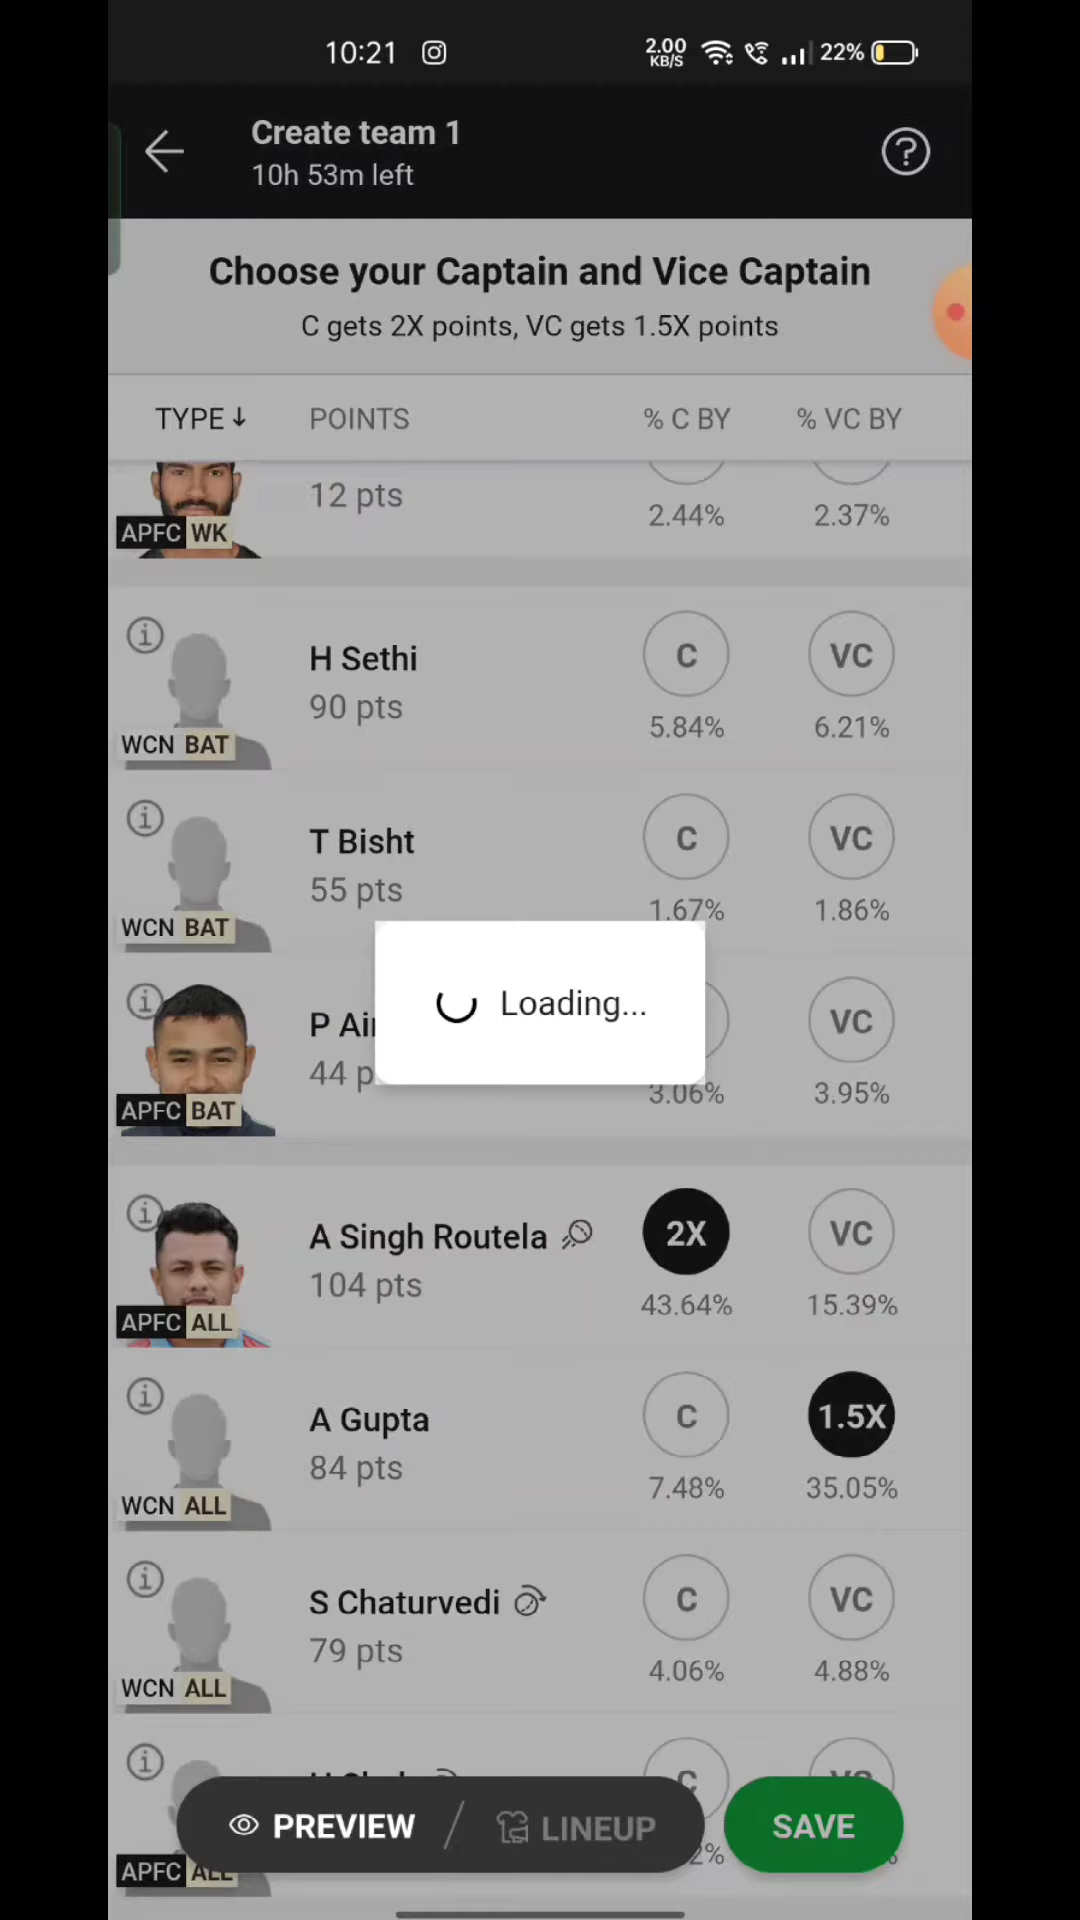 10:21
2.00
KB/S
22%
Create team 1
10h 53m left
Choose your Captain and Vice Captain
C gets 2X points, VC gets 1.5X points
TYPE↓ POINTS % C BY % VC BY
12 pts
2.44% 2.37%
APFC WK
H Sethi
C VC
90 pts
5.84% 6.21%
WCN BAT
T Bisht
C VC
55 pts
1.67% 1.86%
WCN BAT
Loading...
VC
44
3.06% 3.95%
APFC BAT
A Singh Routela
2X VC
104 pts
43.64% 15.39%
APFC ALL
A Gupta
C 1.5X
84 pts
7.48% 35.05%
WCN ALL
S Chaturvedi
C VC
79 pts
4.06% 4.88%
WCN ALL
C VC
PREVIEW / LINEUP SAVE
APFC ALL